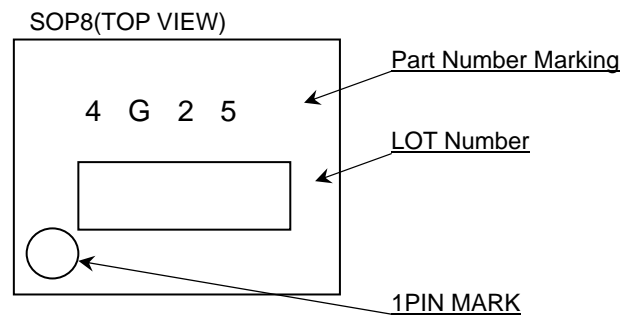 SOP8(TOP VIEW)
Part Number Marking
4 G 2 5
LOT Number
1PIN MARK